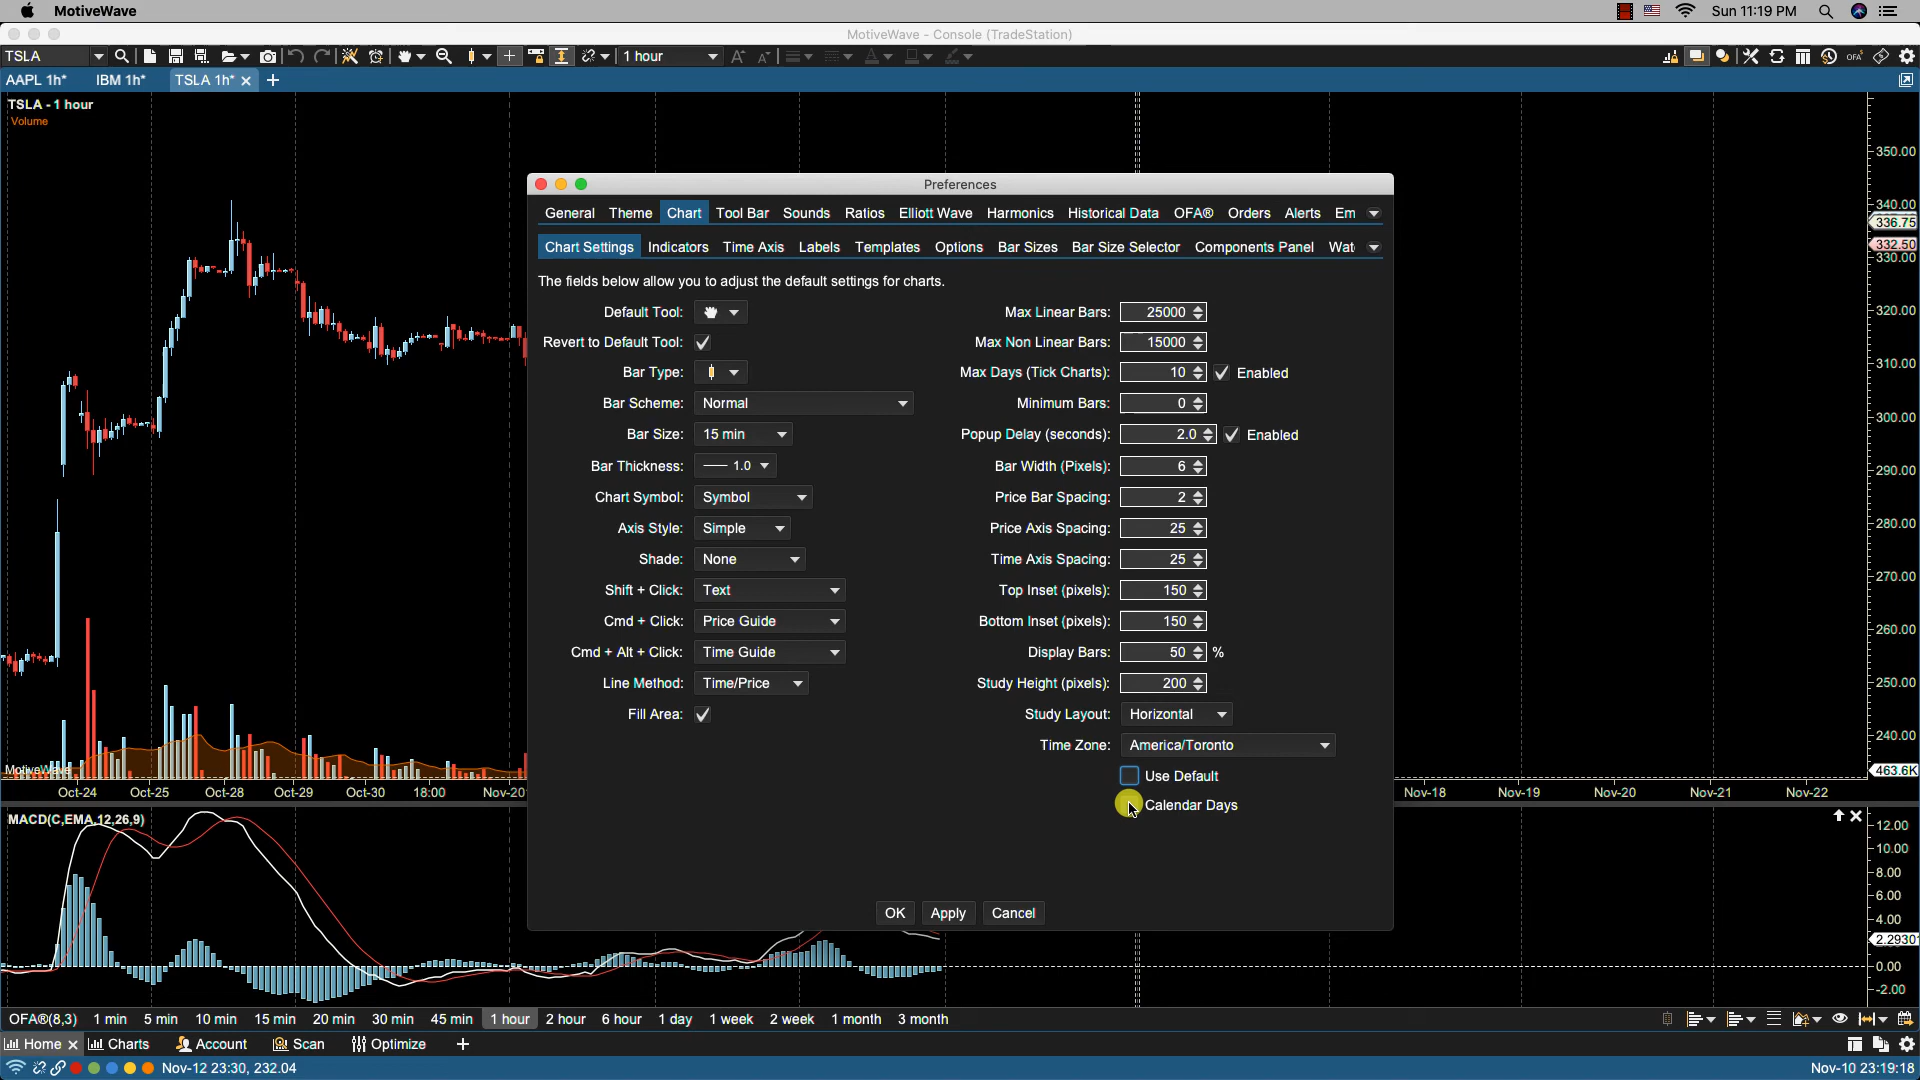 MotiveWave
Sun 11:19 PM
MotiveWave - Console (TradeStation)
TSLA
1 hour
AAPL 1h*
IBM 1h*
TSLA 1h*
TSLA - 1 hour
Volume
Preferences
General Theme Chart Tool Bar Sounds Ratios Elliott Wave Harmonics Historical Data OFA® Orders Alerts Em
Chart Settings Indicators Time Axis Labels Templates Options Bar Sizes Bar Size Selector Components Panel Wat
The fields below allow you to adjust the default settings for charts.
Default Tool:
Revert to Default Tool:
Bar Type:
Bar Scheme: Normal
Bar Size: 15 min
Bar Thickness: 1.0
Chart Symbol: Symbol
Axis Style: Simple
Shade: None
Shift + Click: Text
Cmd + Click: Price Guide
Cmd + Alt + Click: Time Guide
Line Method: Time/Price
Fill Area:
Max Linear Bars: 25000
Max Non Linear Bars: 15000
Max Days (Tick Charts): 10 Enabled
Minimum Bars: 0
Popup Delay (seconds): 2.0 Enabled
Bar Width (Pixels): 6
Price Bar Spacing: 2
Price Axis Spacing: 25
Time Axis Spacing: 25
Top Inset (pixels): 150
Bottom Inset (pixels): 150
Display Bars: 50 %
Study Height (pixels): 200
Study Layout: Horizontal
Time Zone: America/Toronto
Use Default
Calendar Days
OK Apply Cancel
350.00
340.00
336.75
332.50
330.00
320.00
310.00
300.00
290.00
280.00
270.00
260.00
250.00
240.00
463.6K
MotiveWave
Oct-24 Oct-25 Oct-28 Oct-29 Oct-30 18:00 Nov-20 Nov-18 Nov-19 Nov-20 Nov-21 Nov-22
MACD(C,EMA,12,26,9)
12.00
10.00
8.00
6.00
4.00
2.2930
0.00
-2.00
OFA®(8,3) 1 min 5 min 10 min 15 min 20 min 30 min 45 min 1 hour 2 hour 6 hour 1 day 1 week 2 week 1 month 3 month
Home Charts Account Scan Optimize
Nov-12 23:30, 232.04
Nov-10 23:19:18